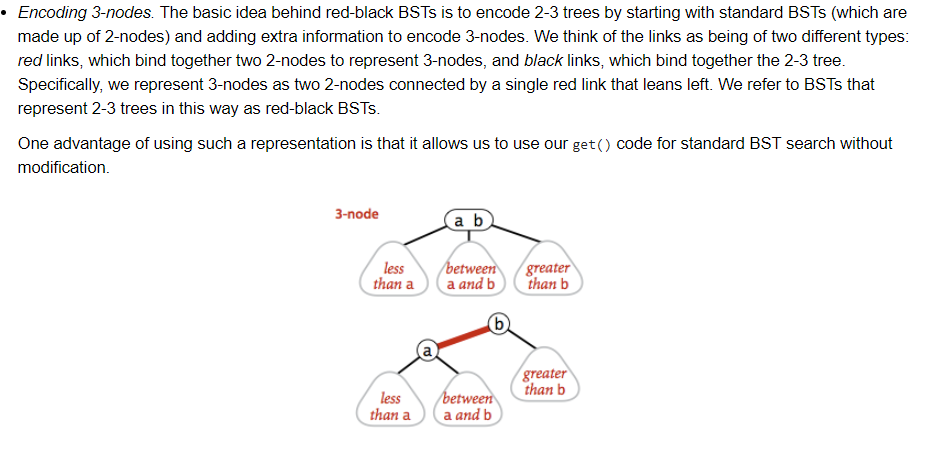 • Encoding 3-nodes. The basic idea behind red-black BSTs is to encode 2-3 trees by starting with standard BSTs (which are
made up of 2-nodes) and adding extra information to encode 3-nodes. We think of the links as being of two different types:
red links, which bind together two 2-nodes to represent 3-nodes, and black links, which bind together the 2-3 tree.
Specifically, we represent 3-nodes as two 2-nodes connected by a single red link that leans left. We refer to BSTs that
represent 2-3 trees in this way as red-black BSTs.
One advantage of using such a representation is that it allows us to use our get() code for standard BST search without
modification.
3-node
a b
less
than a
between
a and b
greater
than b
b
a
greater
than b
less
than a
between
a and b